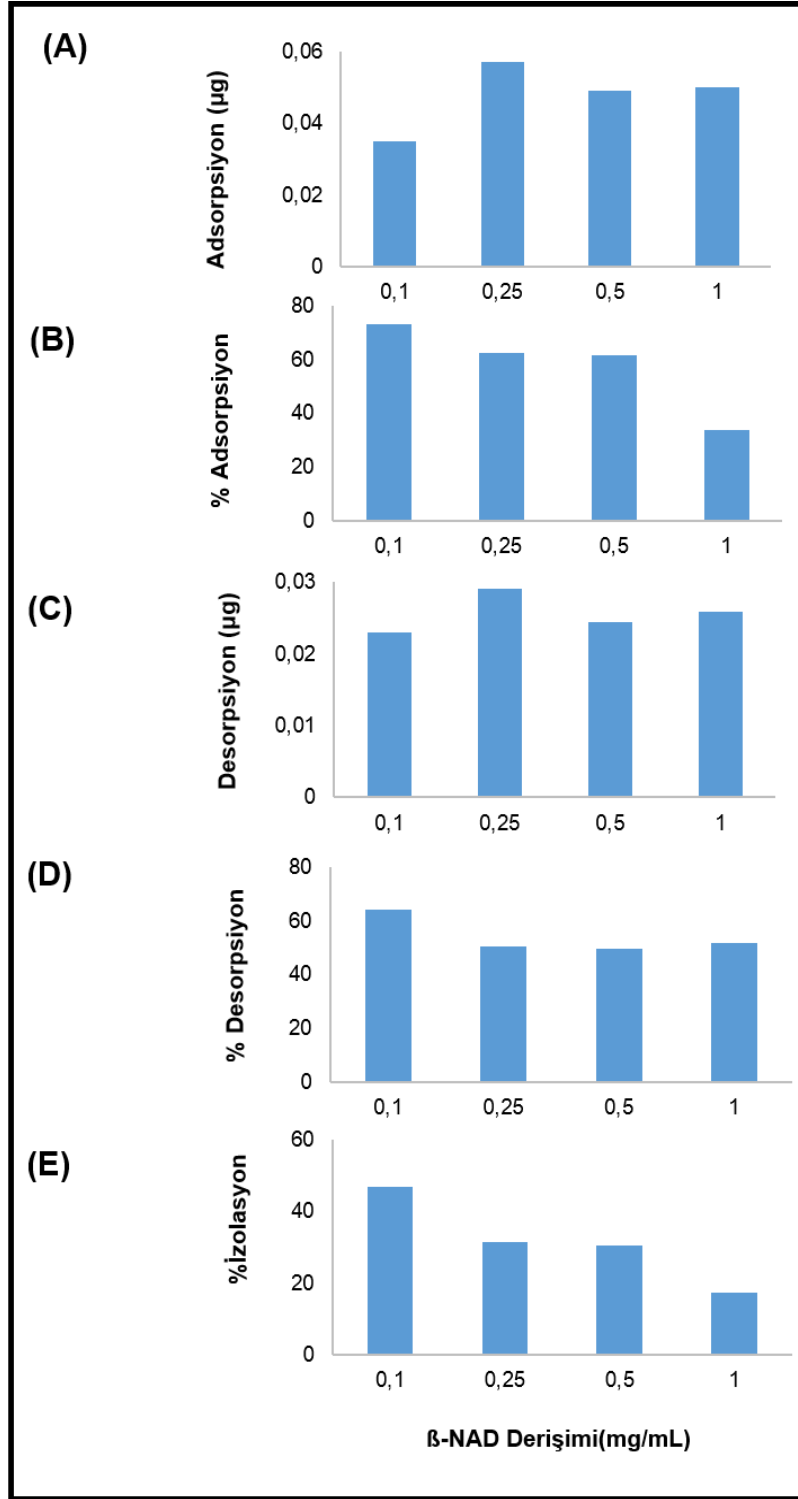 (A)
Adsorpsiyon (µg)
0,06
0,04
0,02
0
0,1 0,25 0,5 1
(B)
% Adsorpsiyon
80
60
40
20
0
0,1 0,25 0,5 1
(C)
Desorpsiyon (µg)
0,03
0,02
0,01
0
0,1 0,25 0,5 1
(D)
% Desorpsiyon
80
60
40
20
0
0,1 0,25 0,5 1
(E)
%İzolasyon
60
40
20
0
0,1 0,25 0,5 1
ß-NAD Derişimi(mg/mL)